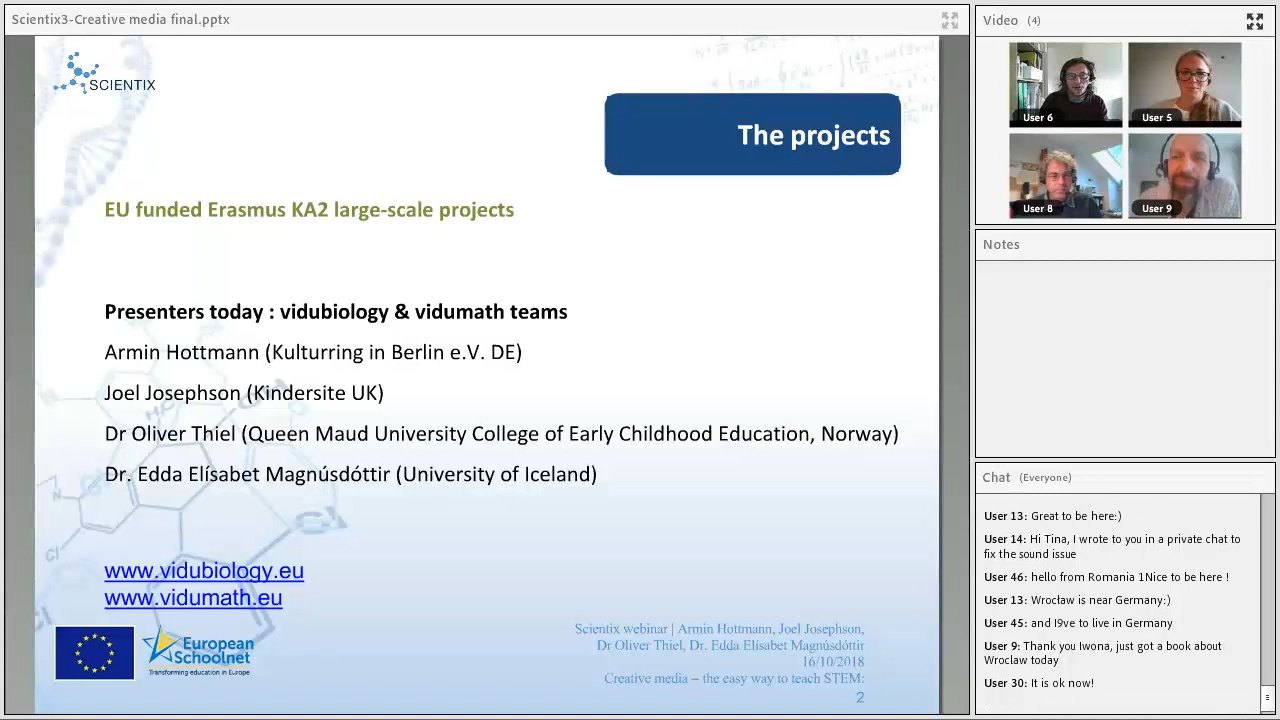 Scientix3-Creative media final.pptx
SCIENTIX
The projects
EU funded Erasmus KA2 large-scale projects
Presenters today : vidubiology & vidumath teams
Armin Hottmann (Kulturring in Berlin e.V. DE)
Joel Josephson (Kindersite UK)
Dr Oliver Thiel (Queen Maud University College of Early Childhood Education, Norway)
Dr. Edda Elísabet Magnúsdóttir (University of Iceland)
www.vidubiology.eu
www.vidumath.eu
European
Schoolnet
Transforming education in Europe
Scientix webinar | Armin Hottmann, Joel Josephson,
Dr Oliver Thiel, Dr. Edda Elísabet Magnúsdóttir
16/10/2018
Creative media – the easy way to teach STEM:
2
Video (4)
User 6
User 5
User 8
User 9
Notes
Chat (Everyone)
User 13: Great to be here:)
User 14: Hi Tina, I wrote to you in a private chat to
fix the sound issue
User 46: hello from Romania 1Nice to be here !
User 13: Wrocław is near Germany:)
User 45: and I9ve to live in Germany
User 9: Thank you Iwona, just got a book about
Wroclaw today
User 30: It is ok now!